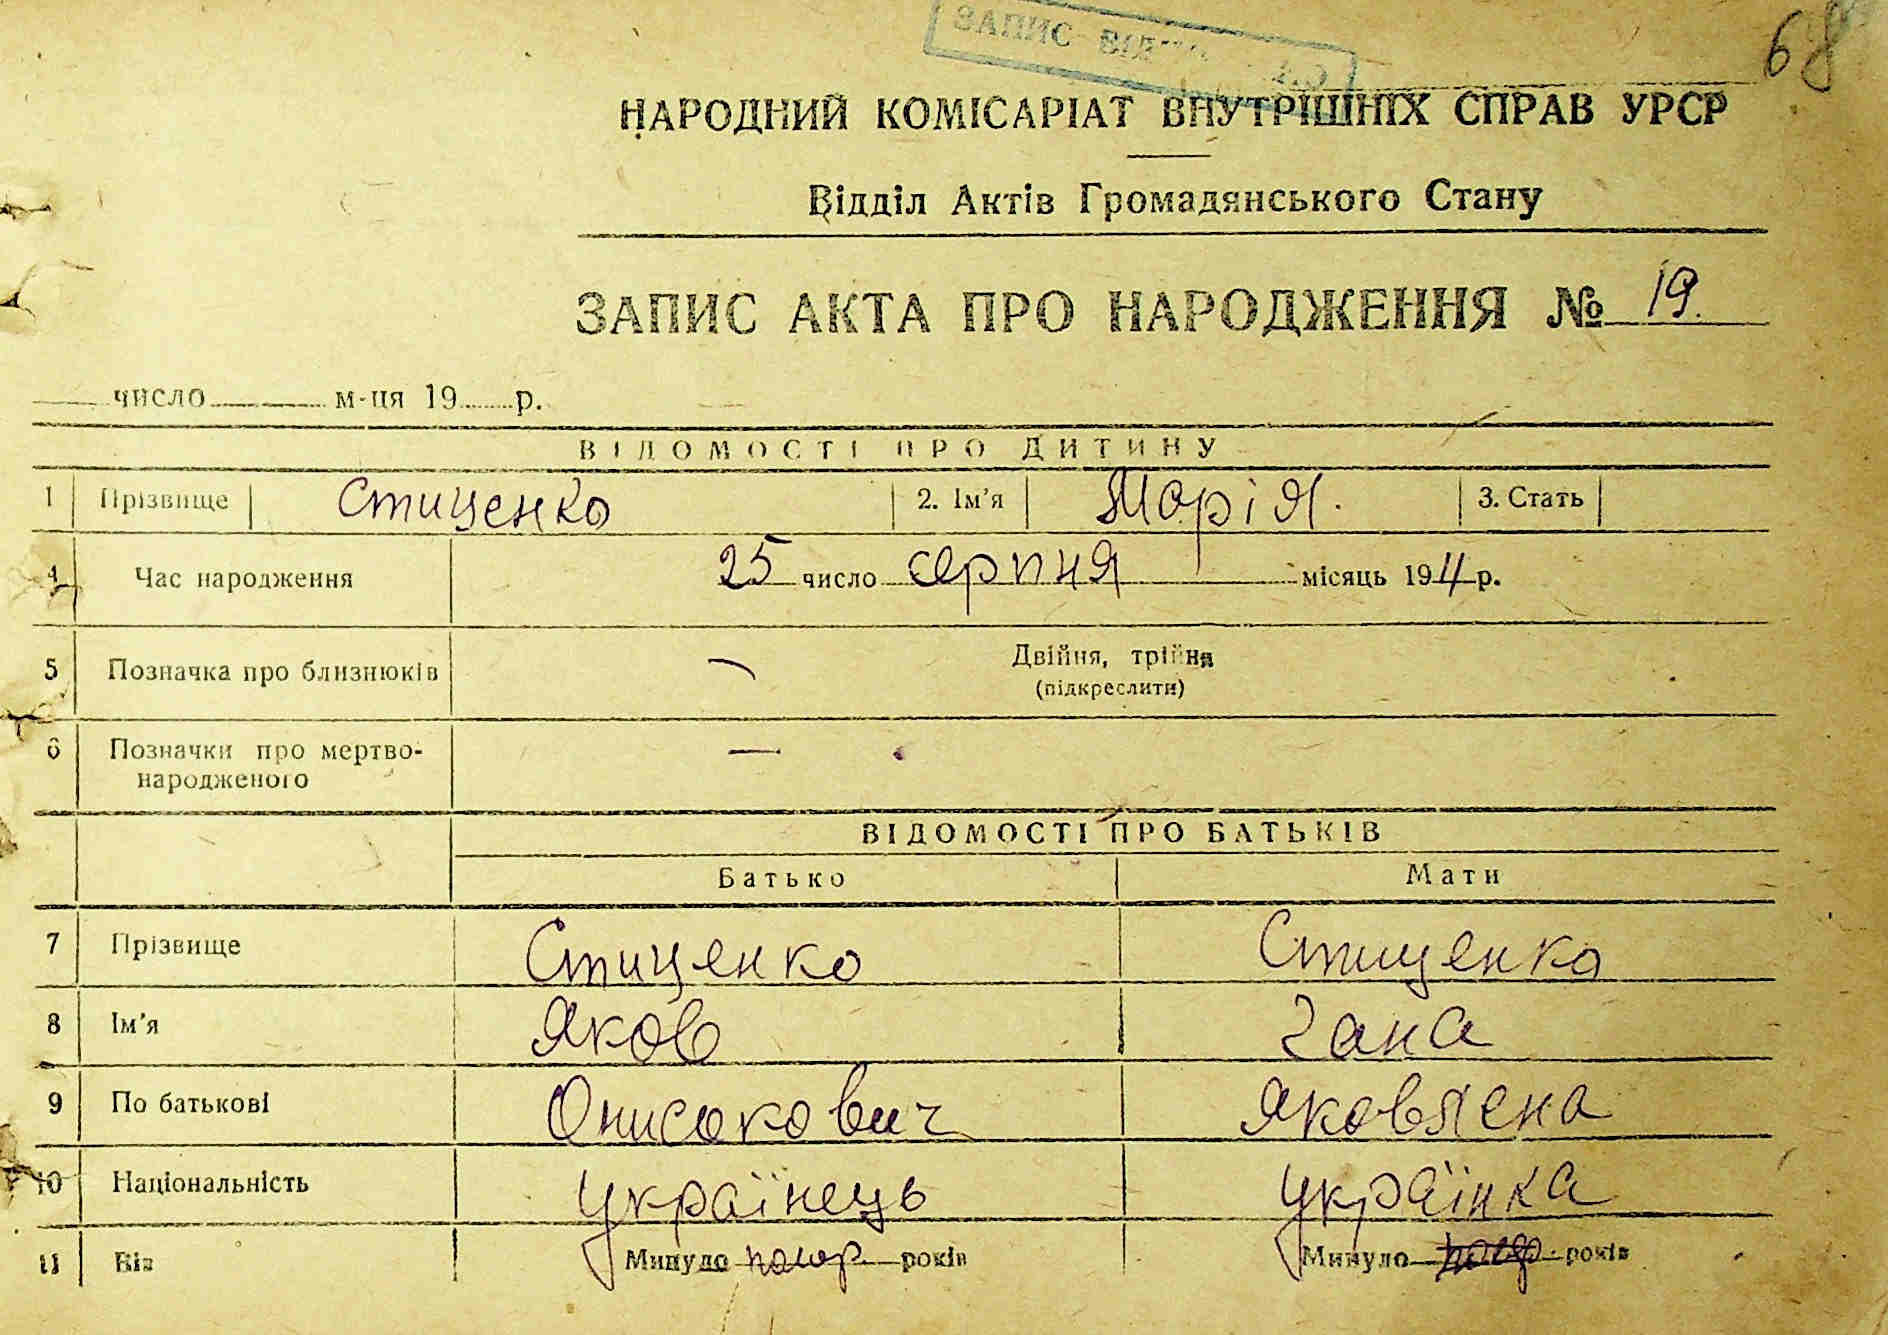 ЗАПИС ВІД
68
НАРОДНИЙ КОМІСАРІАТ ВНУТРІШНІХ СПРАВ УРСР
Відділ Актів Громадянського Стану
ЗАПИС АКТА ПРО НАРОДЖЕННЯ № 19.
число м-ця 19 р.
ВІДОМОСТІ ПРО ДИТИНУ
1 Прізвище Стиценко 2. Ім'я Марія. 3. Стать
4 Час народження 25 число серпня місяць 194 р.
5 Позначка про близнюків — Двійня, трійня
(підкреслити)
6 Позначки про мертво- —
народженого
ВІДОМОСТІ ПРО БАТЬКІВ
Батько Мати
7 Прізвище Стиценко Стиценко
8 Ім'я Яков Гана
9 По батькові Онисокович Яковлена
10 Національність українець українка
11 Вік Минуло років Минуло років